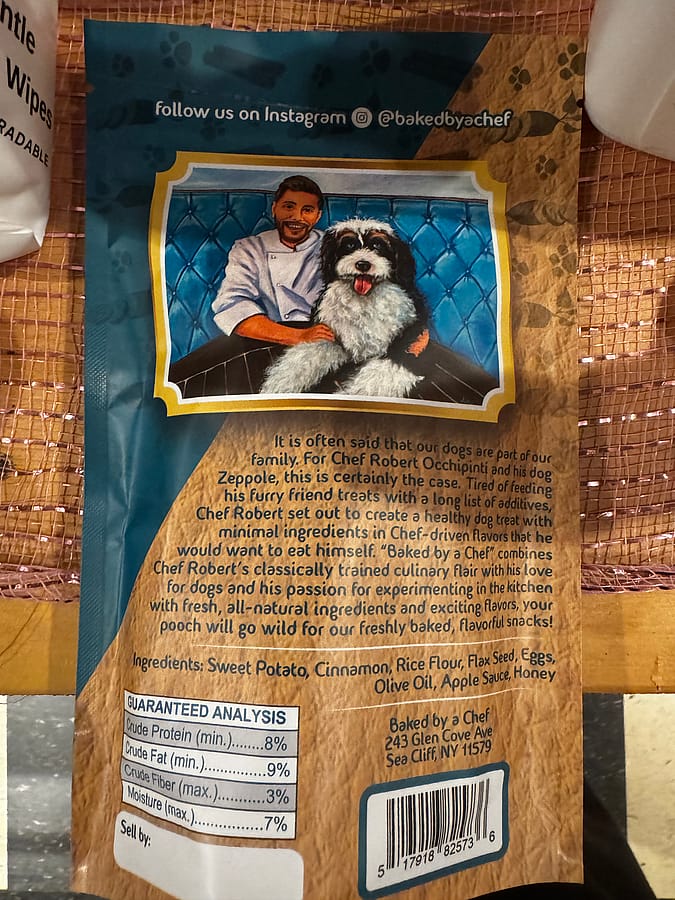 ntle
Wipes
RADABLE
follow us on Instagram @bakedbyachef
It is often said that our dogs are part of our
family. For Chef Robert Occhipinti and his dog
Zeppole, this is certainly the case. Tired of feeding
his furry friend treats with a long list of additives,
Chef Robert set out to create a healthy dog treat with
minimal ingredients in Chef-driven flavors that he
would want to eat himself. "Baked by a Chef" combines
Chef Robert's classically trained culinary flair with his love
for dogs and his passion for experimenting in the kitchen
with fresh, all-natural ingredients and exciting flavors, your
pooch will go wild for our freshly baked, flavorful snacks!
Ingredients: Sweet Potato, Cinnamon, Rice Flour, Flax Seed, Eggs,
Olive Oil, Apple Sauce, Honey
GUARANTEED ANALYSIS
Crude Protein (min.)........8%
Crude Fat (min.)...............9%
Crude Fiber (max.)............3%
Moisture (max.)................7%
Sell by:
Baked by a Chef
243 Glen Cove Ave
Sea Cliff, NY 11579
5 17918 82573 6